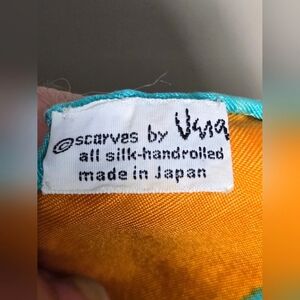 ©scarves by Vera
all silk-handrolled
made in Japan